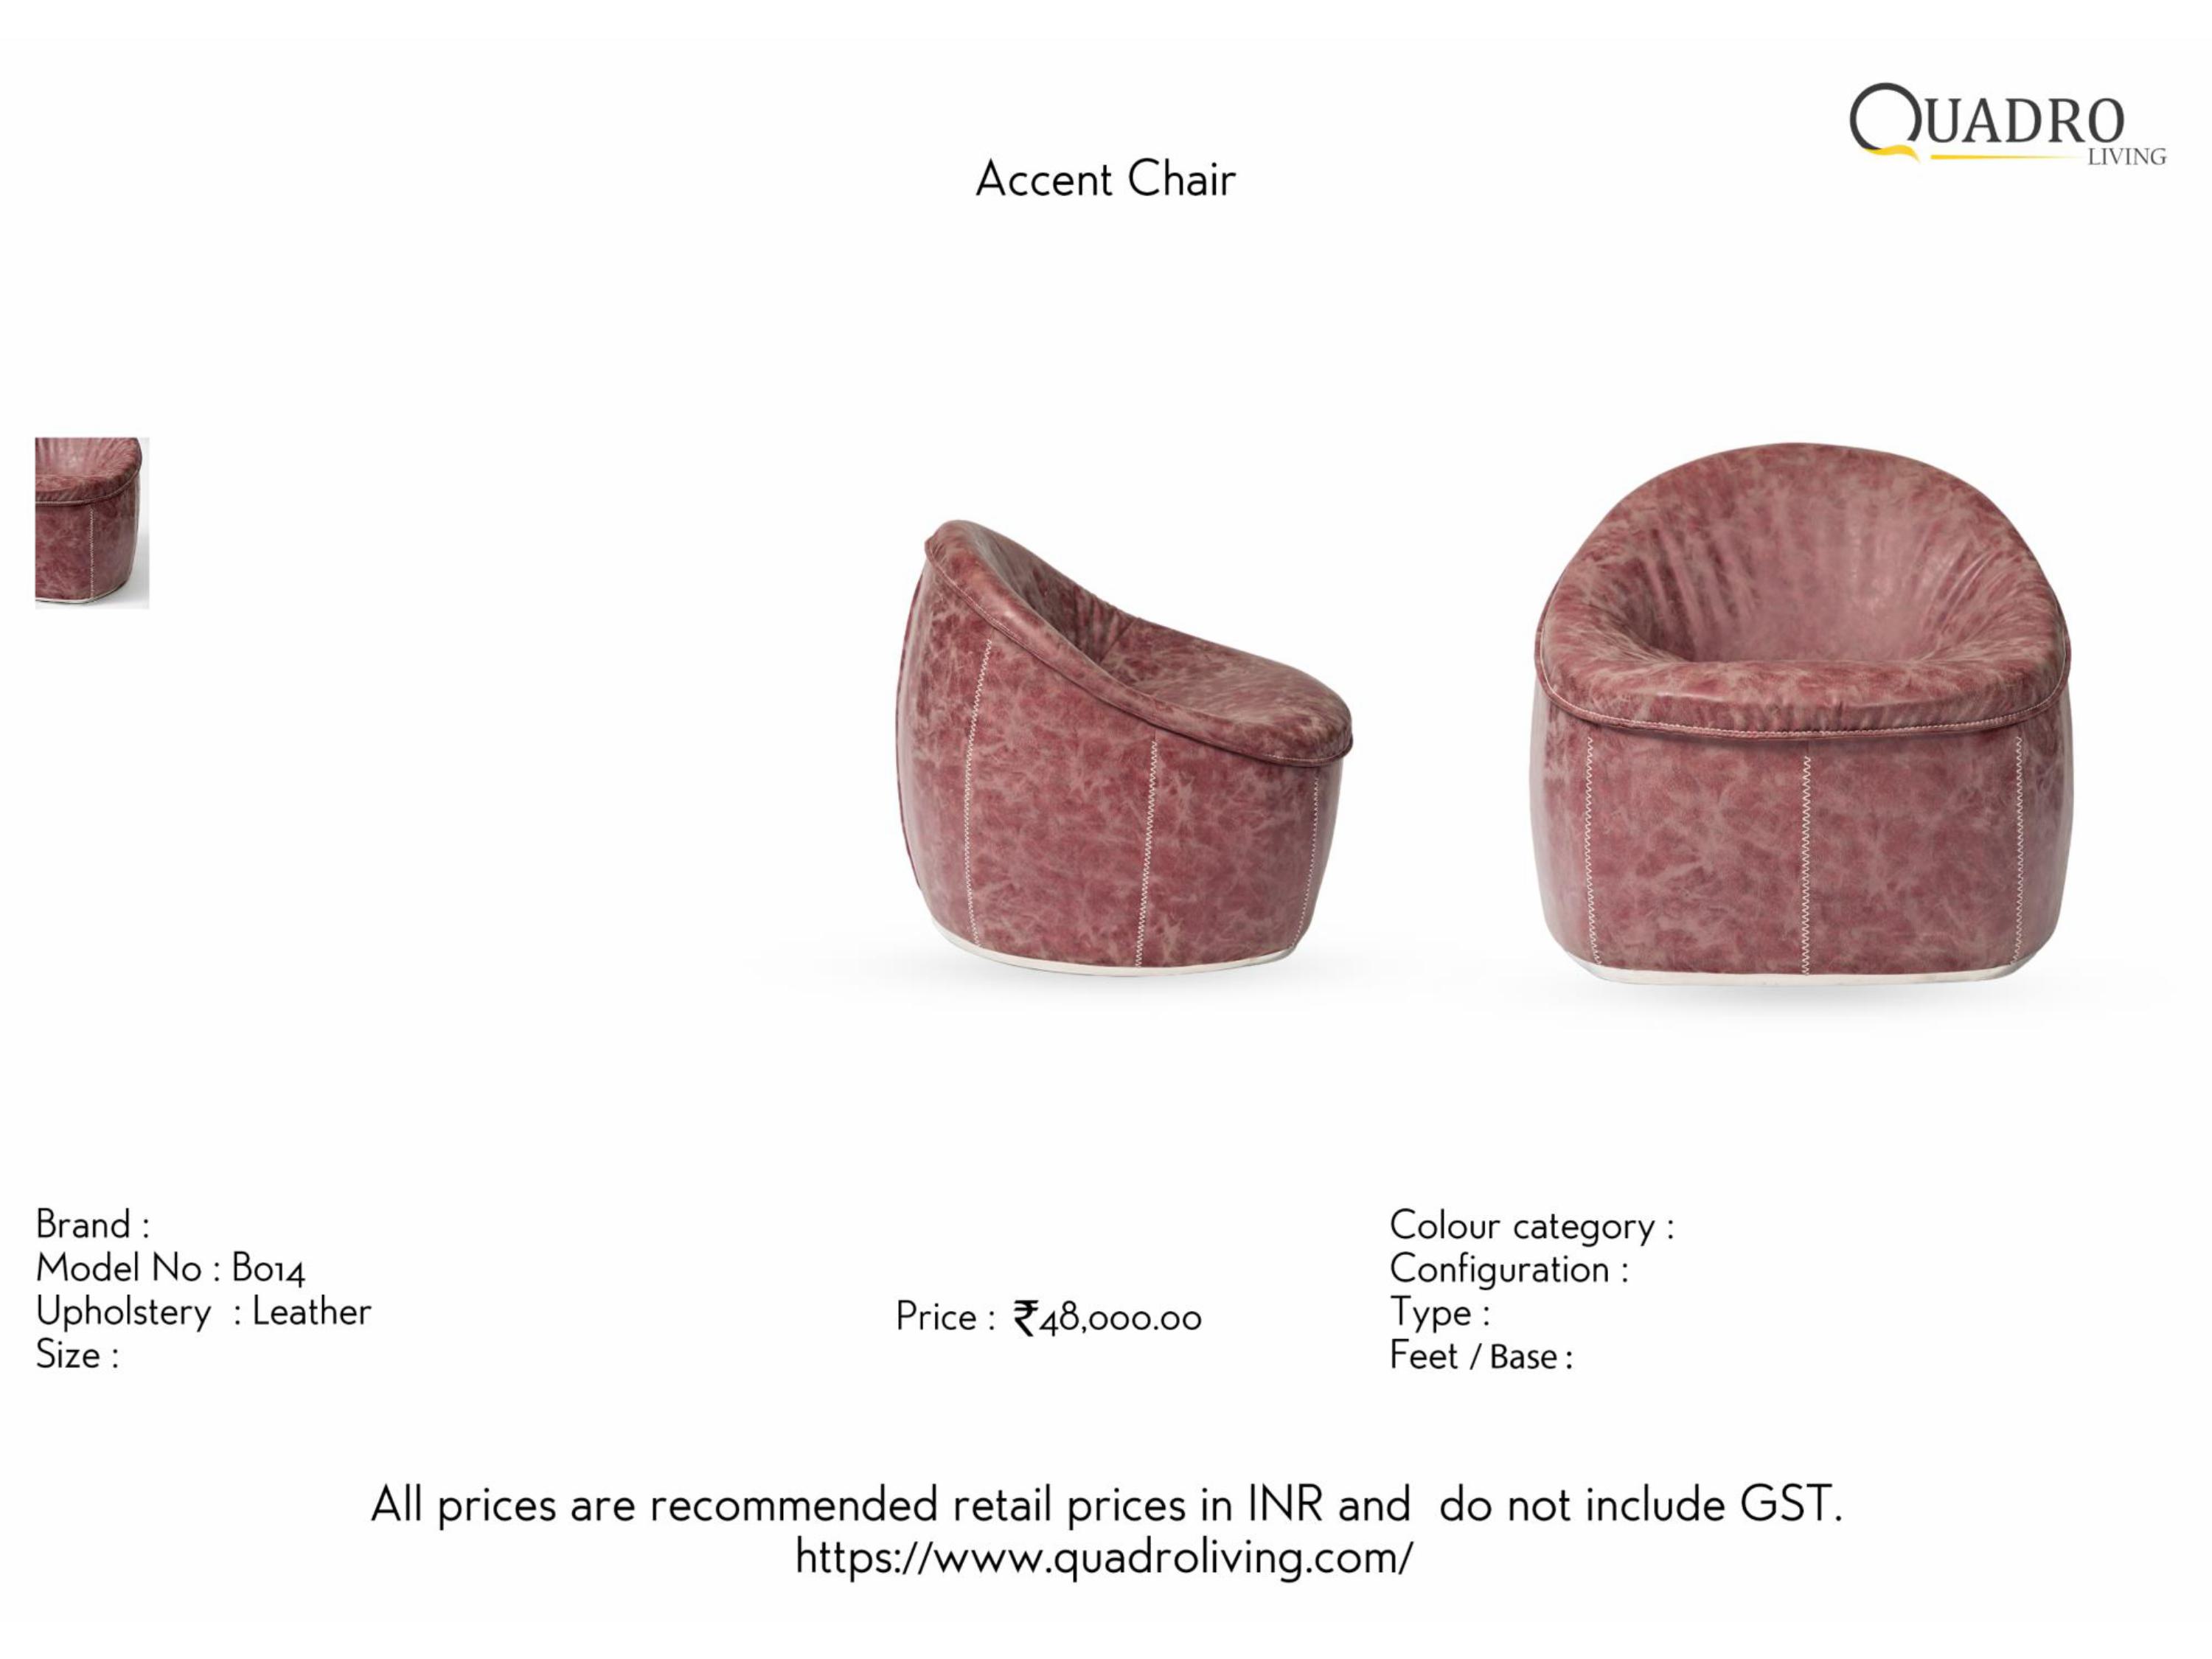 QUADRO
LIVING
Accent Chair
Brand :
Model No : B014
Upholstery : Leather
Size :
Price : ₹48,000.00
Colour category :
Configuration :
Type :
Feet / Base :
All prices are recommended retail prices in INR and do not include GST.
https://www.quadroliving.com/